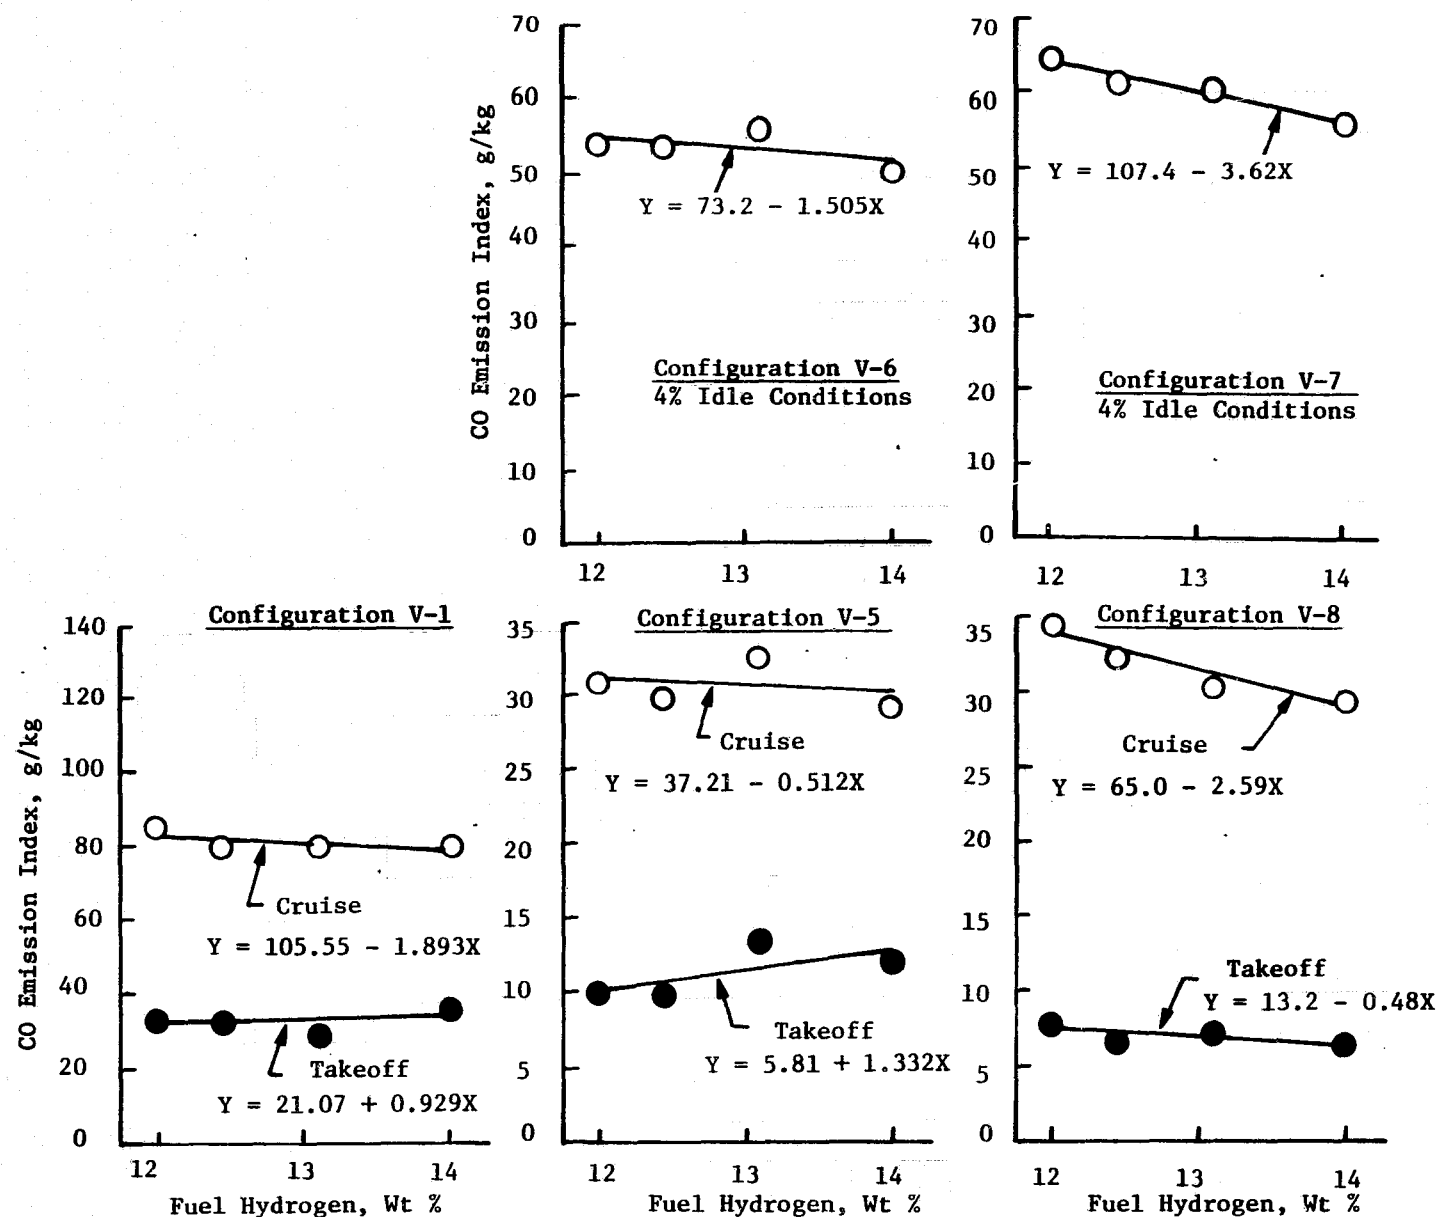 CO Emission Index, g/kg
70
60
50
40
30
20
10
0
12
13
14
Y = 73.2 - 1.505X
Configuration V-6
4% Idle Conditions
70
60
50
40
30
20
10
0
12
13
14
Y = 107.4 - 3.62X
Configuration V-7
4% Idle Conditions
CO Emission Index, g/kg
Configuration V-1
140
120
100
80
60
40
20
0
Cruise
Y = 105.55 - 1.893X
Takeoff
Y = 21.07 + 0.929X
12
13
14
Fuel Hydrogen, Wt %
Configuration V-5
35
30
25
20
15
10
5
0
Cruise
Y = 37.21 - 0.512X
Takeoff
Y = 5.81 + 1.332X
12
13
14
Configuration V-8
35
30
25
20
15
10
5
0
Cruise
Y = 65.0 - 2.59X
Takeoff
Y = 13.2 - 0.48X
12
13
14
Fuel Hydrogen, Wt %